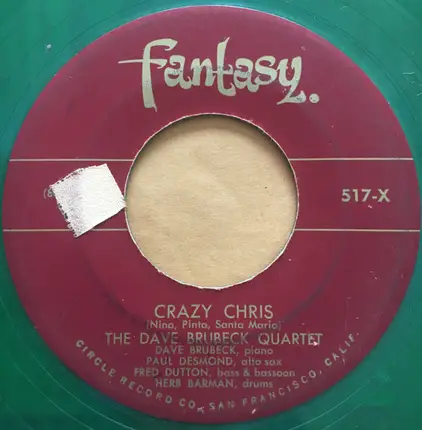 fantasy.
517-X
CRAZY CHRIS
(Nina, Pinta, Santa Maria)
THE DAVE BRUBECK QUARTET
DAVE BRUBECK, piano
PAUL DESMOND, alto sax
FRED DUTTON, bass & bassoon
HERB BARMAN, drums
CIRCLE RECORD CO., SAN FRANCISCO, CALIF.